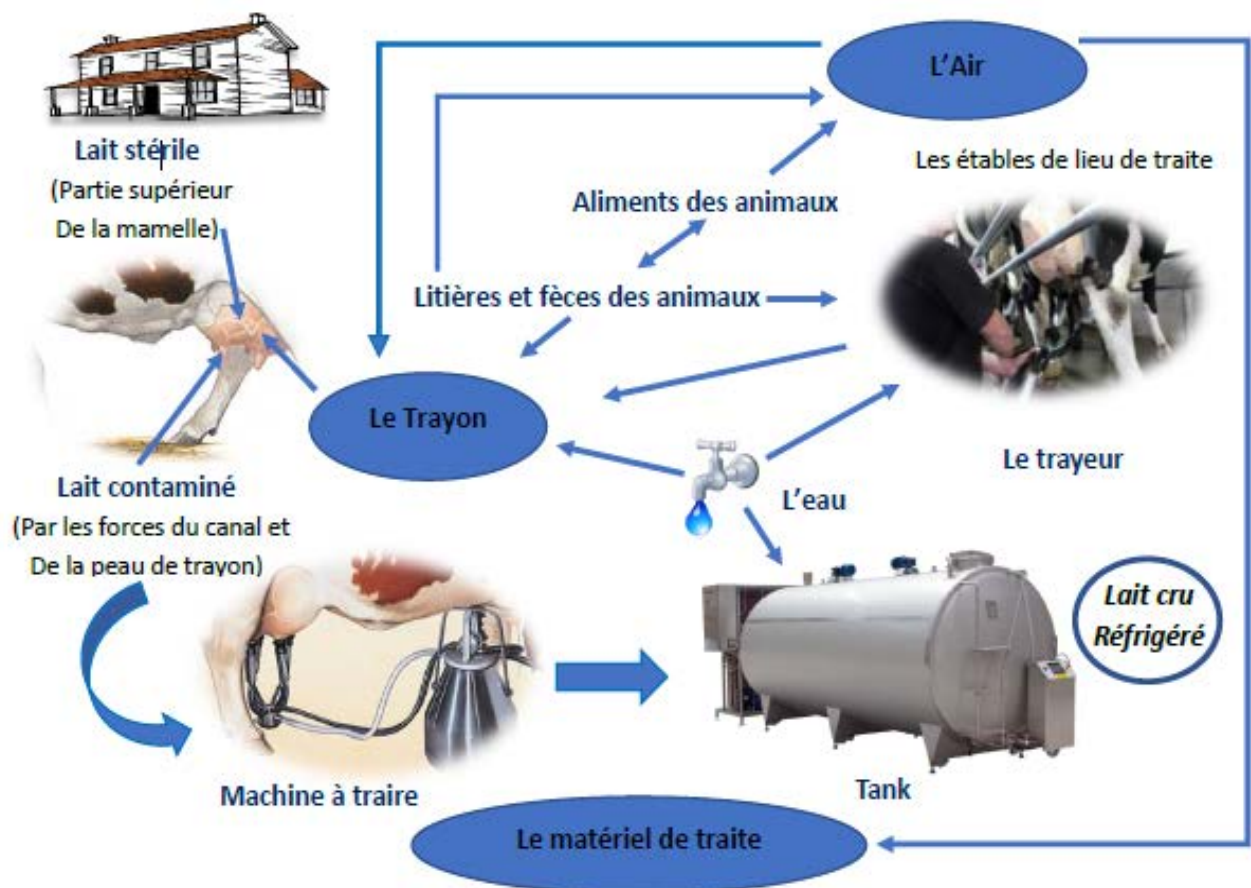 L'Air
Lait stérile
(Partie supérieur
De la mamelle)
Les étables de lieu de traite
Aliments des animaux
Litières et fèces des animaux
Le Trayon
Le trayeur
Lait contaminé
(Par les forces du canal et
De la peau de trayon)
L'eau
Lait cru
Réfrigéré
Machine à traire
Tank
Le matériel de traite